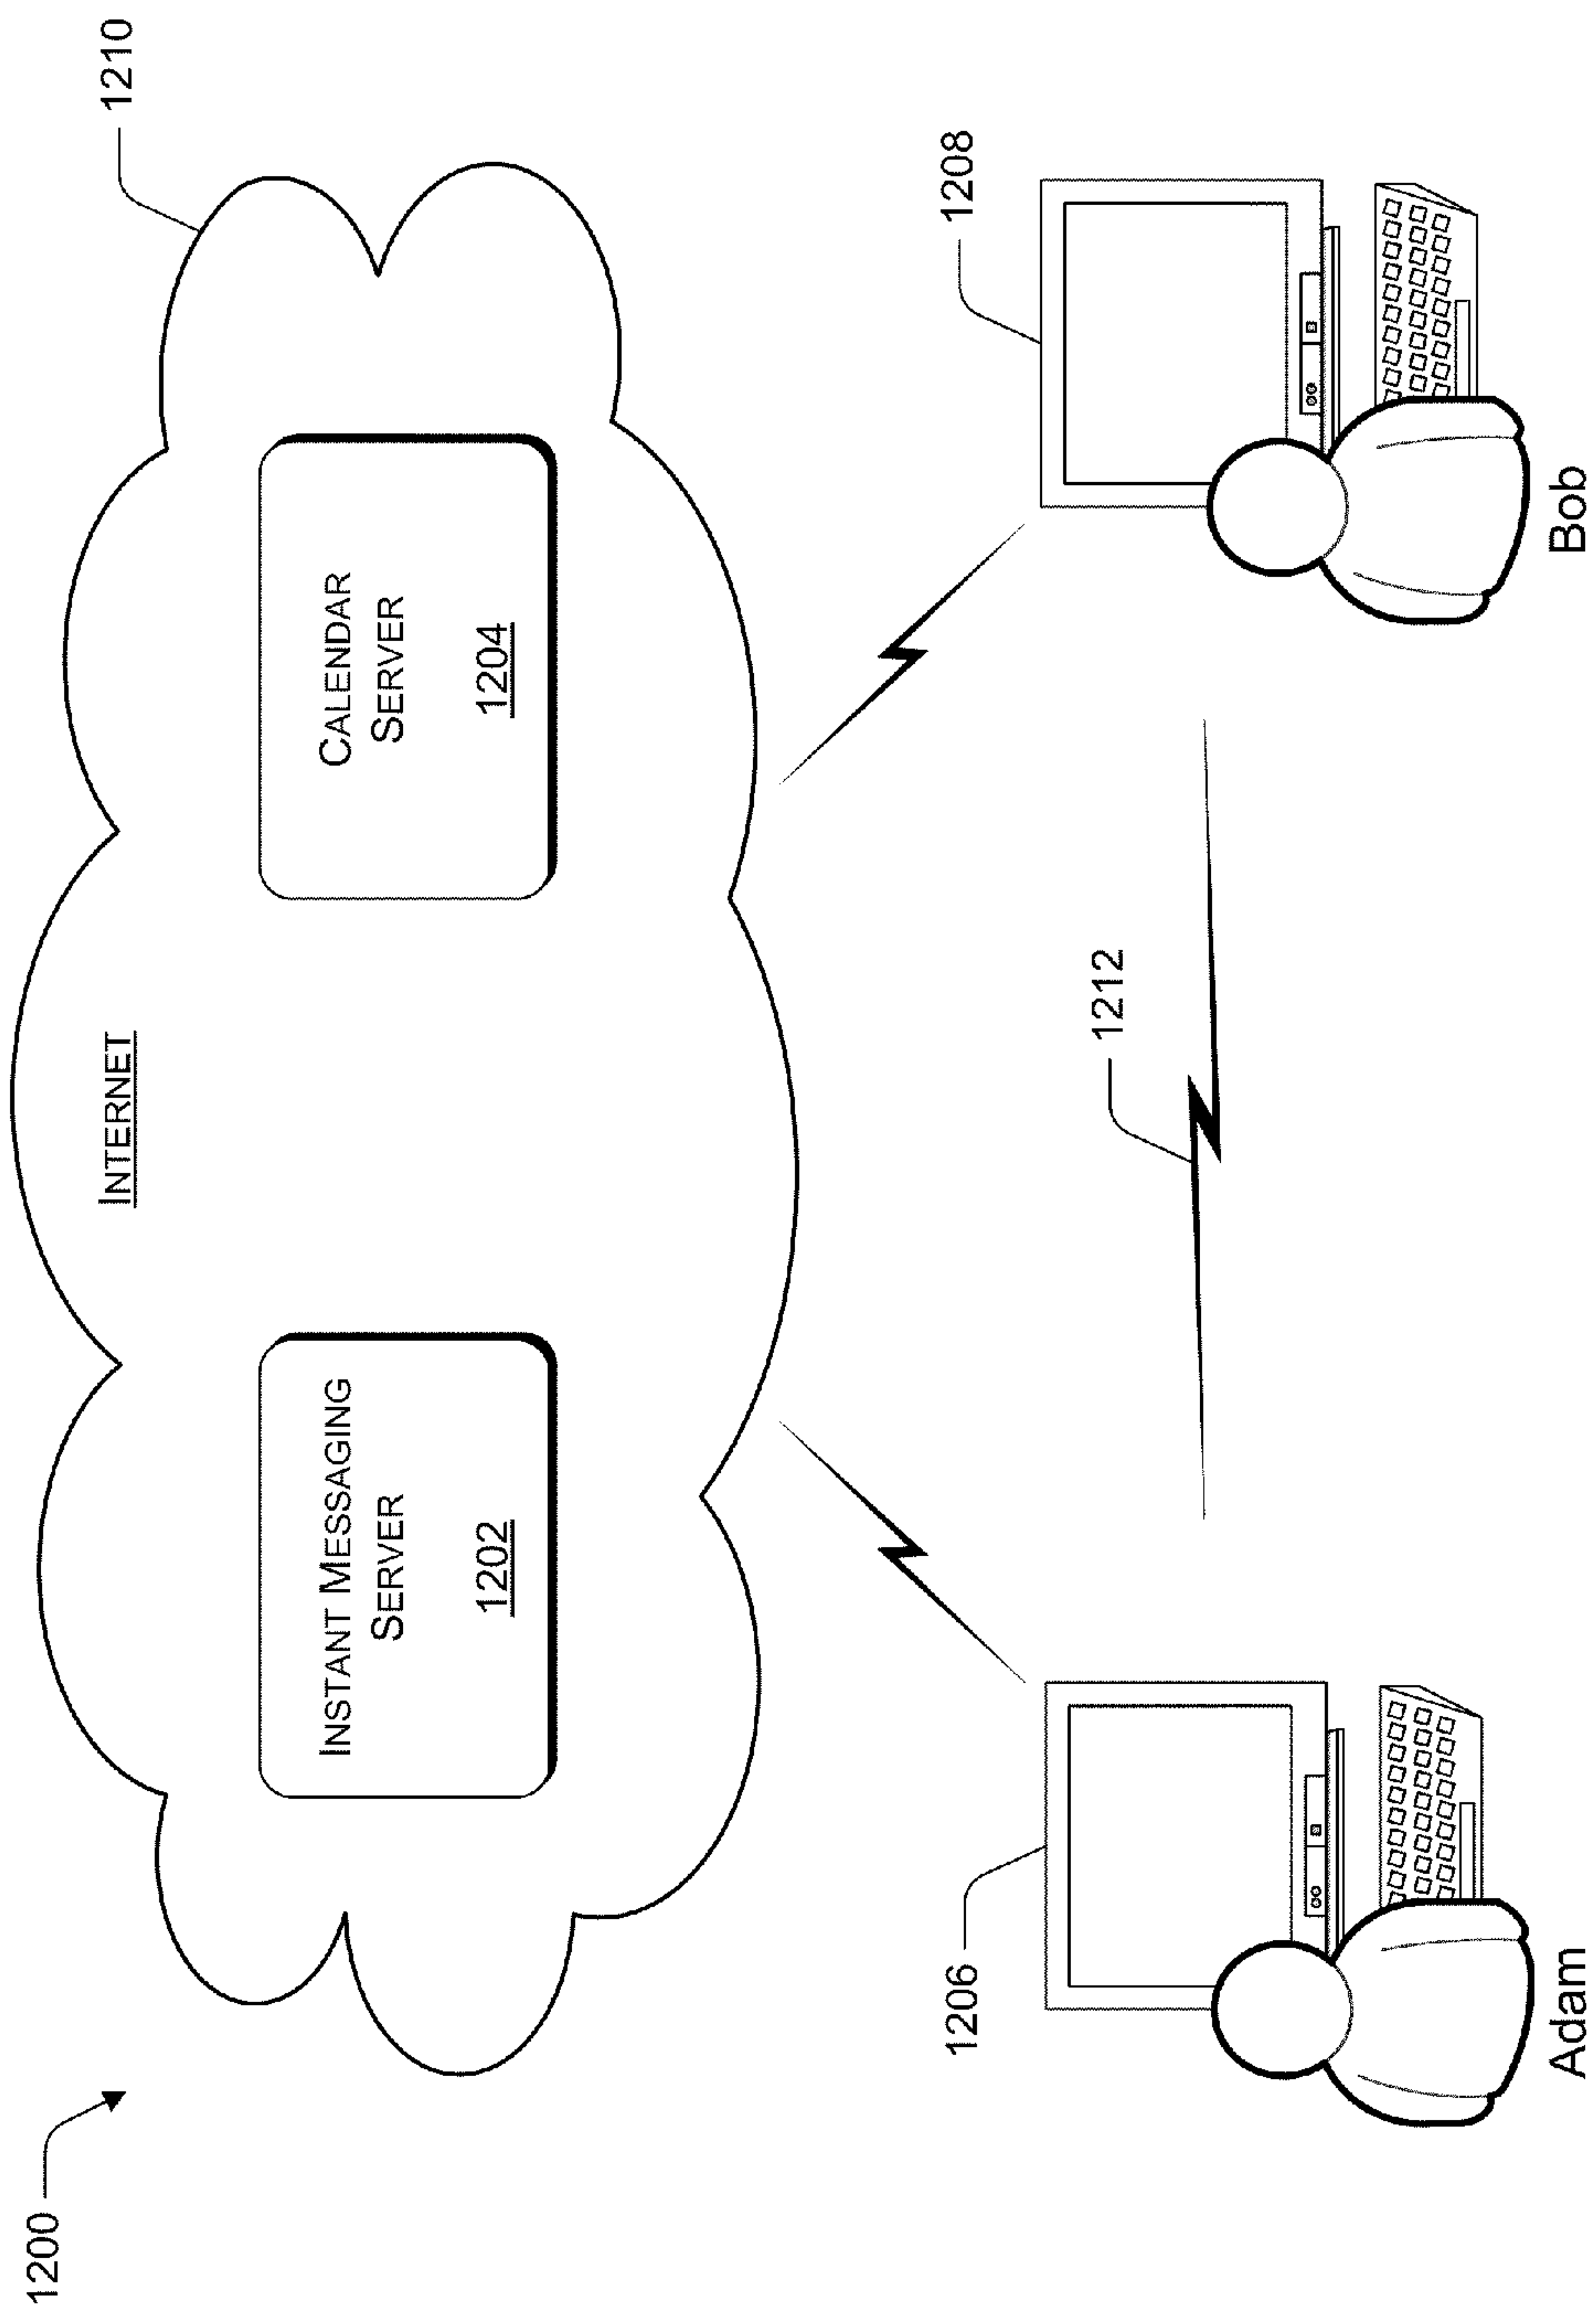 1200
1210
INTERNET
INSTANT MESSAGING
SERVER
1202
CALENDAR
SERVER
1204
1206
1212
1208
Adam
Bob